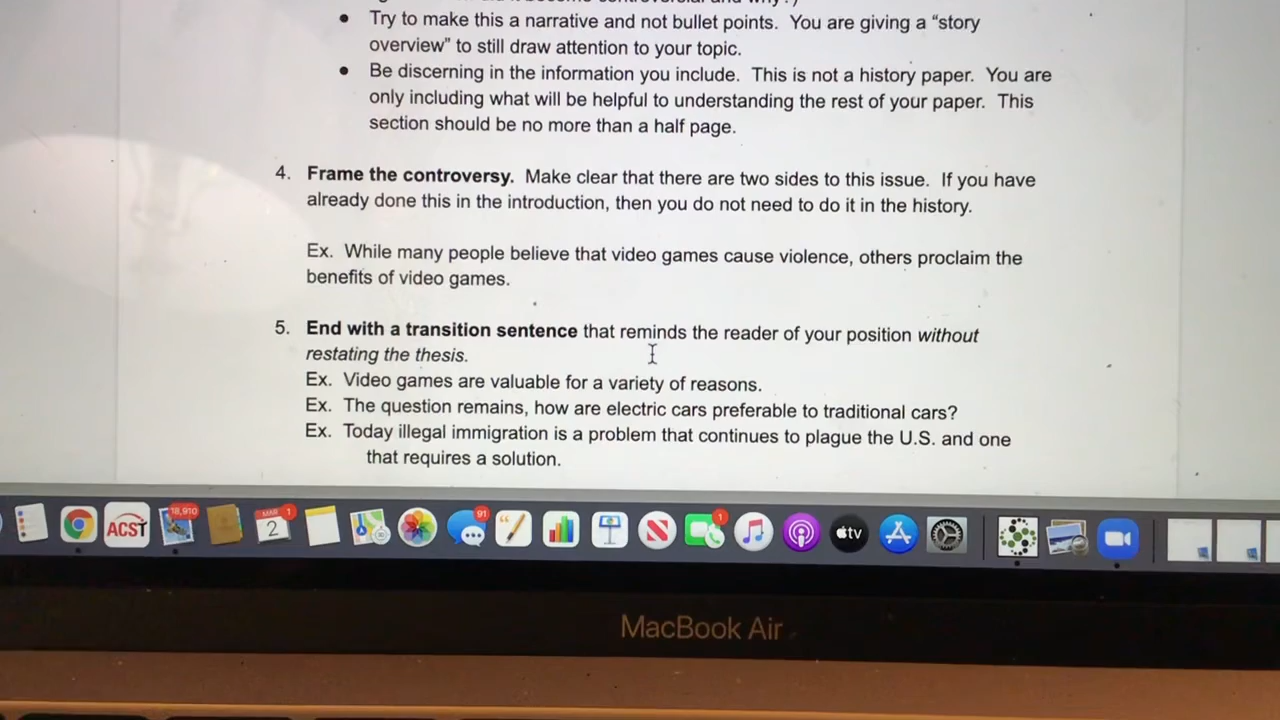 ● Try to make this a narrative and not bullet points. You are giving a “story
overview” to still draw attention to your topic.
● Be discerning in the information you include. This is not a history paper. You are
only including what will be helpful to understanding the rest of your paper. This
section should be no more than a half page.
4. Frame the controversy. Make clear that there are two sides to this issue. If you have
already done this in the introduction, then you do not need to do it in the history.
Ex. While many people believe that video games cause violence, others proclaim the
benefits of video games.
5. End with a transition sentence that reminds the reader of your position without
restating the thesis.
Ex. Video games are valuable for a variety of reasons.
Ex. The question remains, how are electric cars preferable to traditional cars?
Ex. Today illegal immigration is a problem that continues to plague the U.S. and one
that requires a solution.
ACST 18,910 MAR 1 2 91 1 tv
MacBook Air